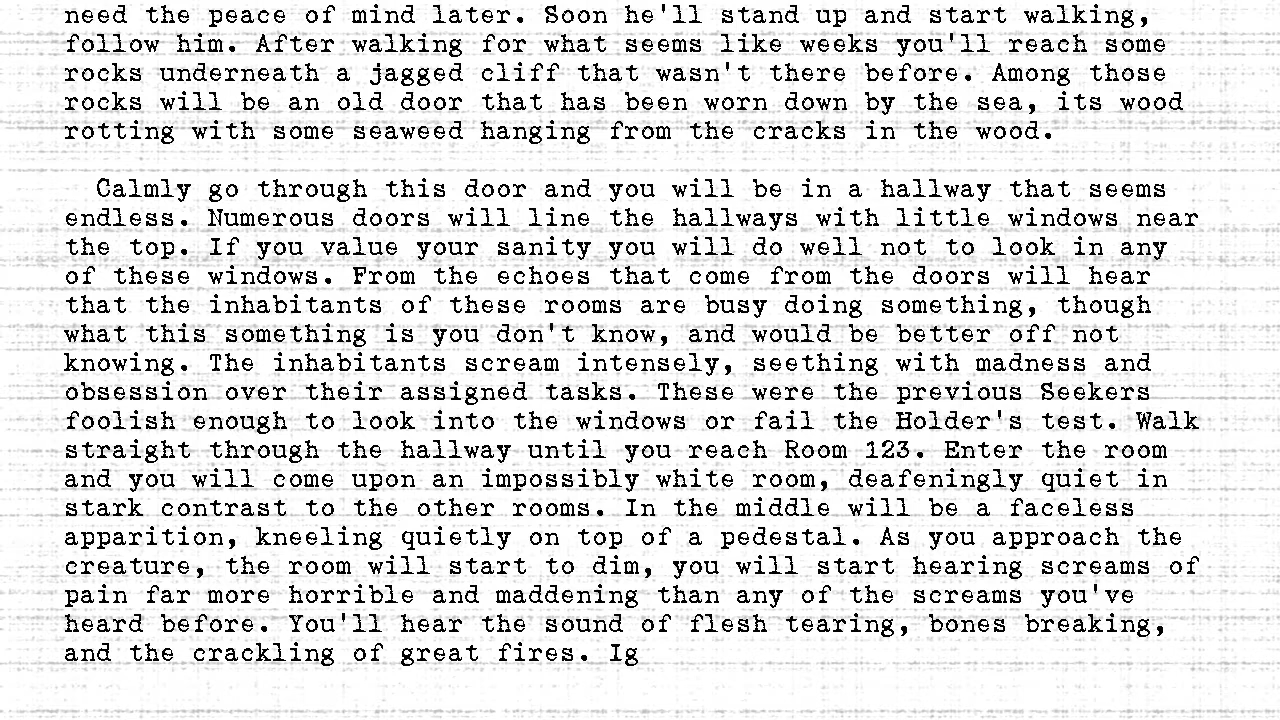 need the peace of mind later. Soon he'll stand up and start walking,
follow him. After walking for what seems like weeks you'll reach some
rocks underneath a jagged cliff that wasn't there before. Among those
rocks will be an old door that has been worn down by the sea, its wood
rotting with some seaweed hanging from the cracks in the wood.
Calmly go through this door and you will be in a hallway that seems
endless. Numerous doors will line the hallways with little windows near
the top. If you value your sanity you will do well not to look in any
of these windows. From the echoes that come from the doors will hear
that the inhabitants of these rooms are busy doing something, though
what this something is you don't know, and would be better off not
knowing. The inhabitants scream intensely, seething with madness and
obsession over their assigned tasks. These were the previous Seekers
foolish enough to look into the windows or fail the Holder's test. Walk
straight through the hallway until you reach Room 123. Enter the room
and you will come upon an impossibly white room, deafeningly quiet in
stark contrast to the other rooms. In the middle will be a faceless
apparition, kneeling quietly on top of a pedestal. As you approach the
creature, the room will start to dim, you will start hearing screams of
pain far more horrible and maddening than any of the screams you've
heard before. You'll hear the sound of flesh tearing, bones breaking,
and the crackling of great fires. Ig